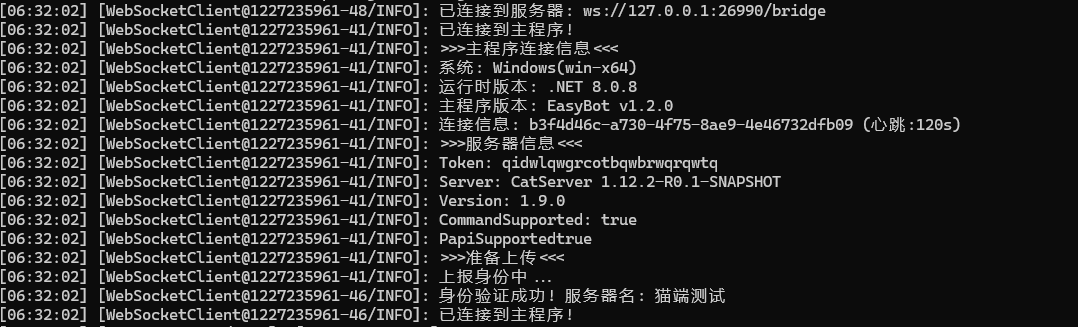 [06:32:02] [WebSocketClient@1227235961-48/INFO]: 已连接到服务器: ws://127.0.0.1:26990/bridge
[06:32:02] [WebSocketClient@1227235961-41/INFO]: 已连接到主程序!
[06:32:02] [WebSocketClient@1227235961-41/INFO]: >>>主程序连接信息<<<
[06:32:02] [WebSocketClient@1227235961-41/INFO]: 系统: Windows(win-x64)
[06:32:02] [WebSocketClient@1227235961-41/INFO]: 运行时版本: .NET 8.0.8
[06:32:02] [WebSocketClient@1227235961-41/INFO]: 主程序版本: EasyBot v1.2.0
[06:32:02] [WebSocketClient@1227235961-41/INFO]: 连接信息: b3f4d46c-a730-4f75-8ae9-4e46732dfb09 (心跳:120s)
[06:32:02] [WebSocketClient@1227235961-41/INFO]: >>>服务器信息<<<
[06:32:02] [WebSocketClient@1227235961-41/INFO]: Token: qidwlqwgrcotbqwbrwqrqwtq
[06:32:02] [WebSocketClient@1227235961-41/INFO]: Server: CatServer 1.12.2-R0.1-SNAPSHOT
[06:32:02] [WebSocketClient@1227235961-41/INFO]: Version: 1.9.0
[06:32:02] [WebSocketClient@1227235961-41/INFO]: CommandSupported: true
[06:32:02] [WebSocketClient@1227235961-41/INFO]: PapiSupportedtrue
[06:32:02] [WebSocketClient@1227235961-41/INFO]: >>>准备上传<<<
[06:32:02] [WebSocketClient@1227235961-41/INFO]: 上报身份中 ...
[06:32:02] [WebSocketClient@1227235961-46/INFO]: 身份验证成功! 服务器名: 猫端测试
[06:32:02] [WebSocketClient@1227235961-46/INFO]: 已连接到主程序!